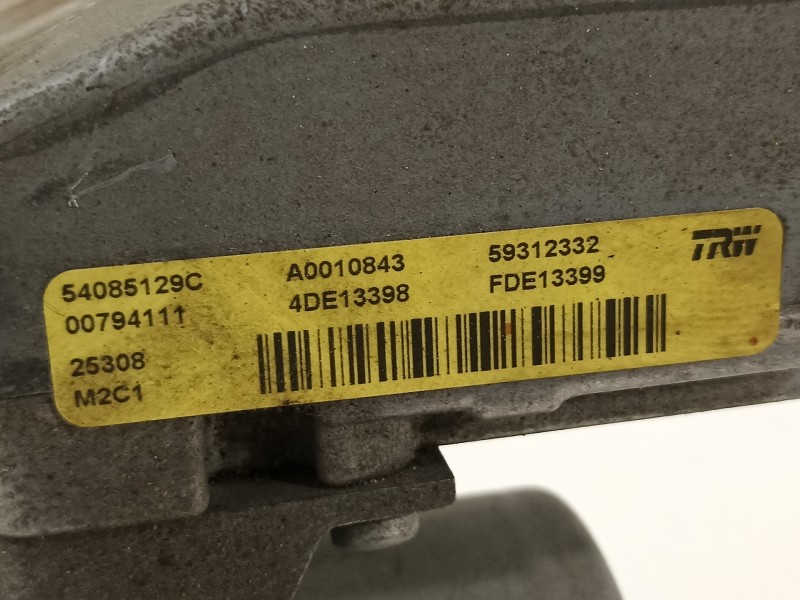 54085129C A0010843 59312332 TRW
00794111 4DE13398 FDE13399
25308
M2C1